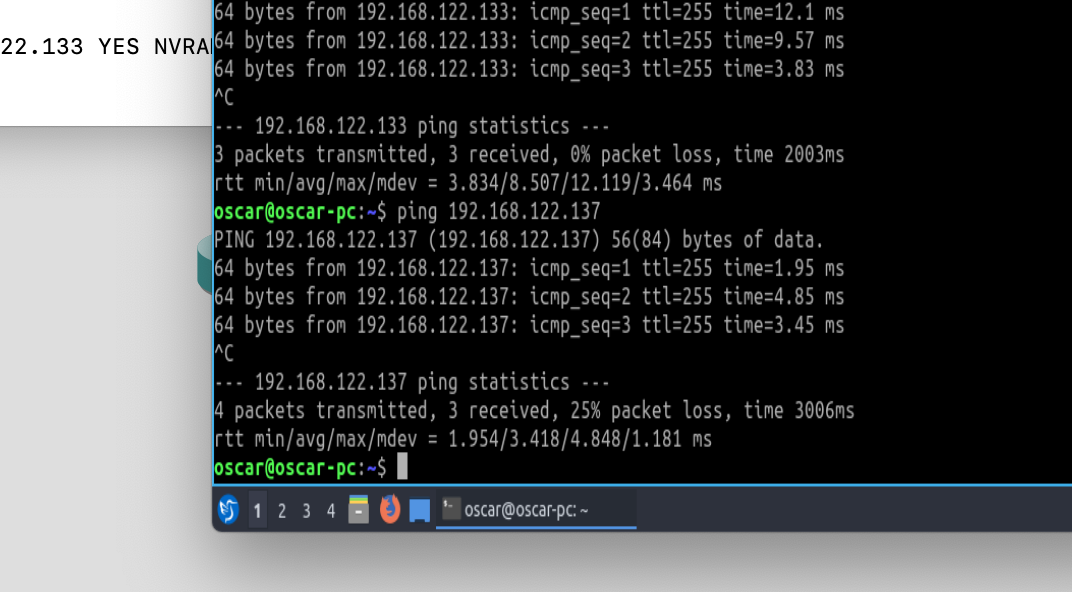 22.133 YES NVRA
64 bytes from 192.168.122.133: icmp_seq=1 ttl=255 time=12.1 ms
64 bytes from 192.168.122.133: icmp_seq=2 ttl=255 time=9.57 ms
64 bytes from 192.168.122.133: icmp_seq=3 ttl=255 time=3.83 ms
^C
--- 192.168.122.133 ping statistics ---
3 packets transmitted, 3 received, 0% packet loss, time 2003ms
rtt min/avg/max/mdev = 3.834/8.507/12.119/3.464 ms
oscar@oscar-pc:~$ ping 192.168.122.137
PING 192.168.122.137 (192.168.122.137) 56(84) bytes of data.
64 bytes from 192.168.122.137: icmp_seq=1 ttl=255 time=1.95 ms
64 bytes from 192.168.122.137: icmp_seq=2 ttl=255 time=4.85 ms
64 bytes from 192.168.122.137: icmp_seq=3 ttl=255 time=3.45 ms
^C
--- 192.168.122.137 ping statistics ---
4 packets transmitted, 3 received, 25% packet loss, time 3006ms
rtt min/avg/max/mdev = 1.954/3.418/4.848/1.181 ms
oscar@oscar-pc:~$
1 2 3 4 oscar@oscar-pc: ~